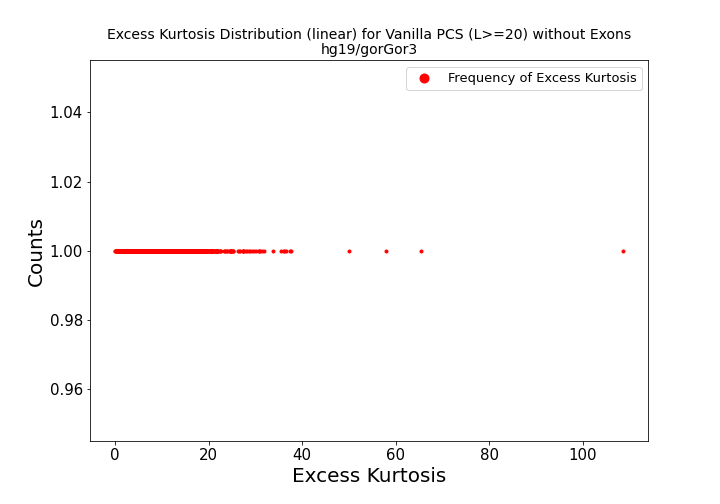 Excess Kurtosis Distribution (linear) for Vanilla PCS (L>=20) without Exons
hg19/gorGor3
Frequency of Excess Kurtosis
1.04
1.02
1.00
0.98
0.96
Counts
0
20
40
60
80
100
Excess Kurtosis